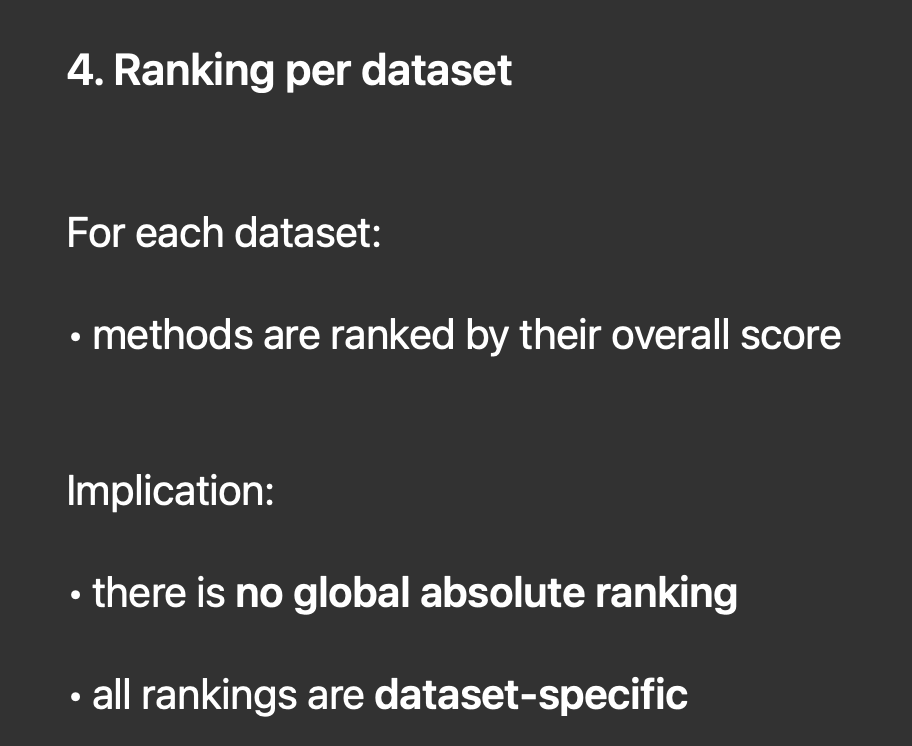 4. Ranking per dataset
For each dataset:
• methods are ranked by their overall score
Implication:
• there is no global absolute ranking
• all rankings are dataset-specific